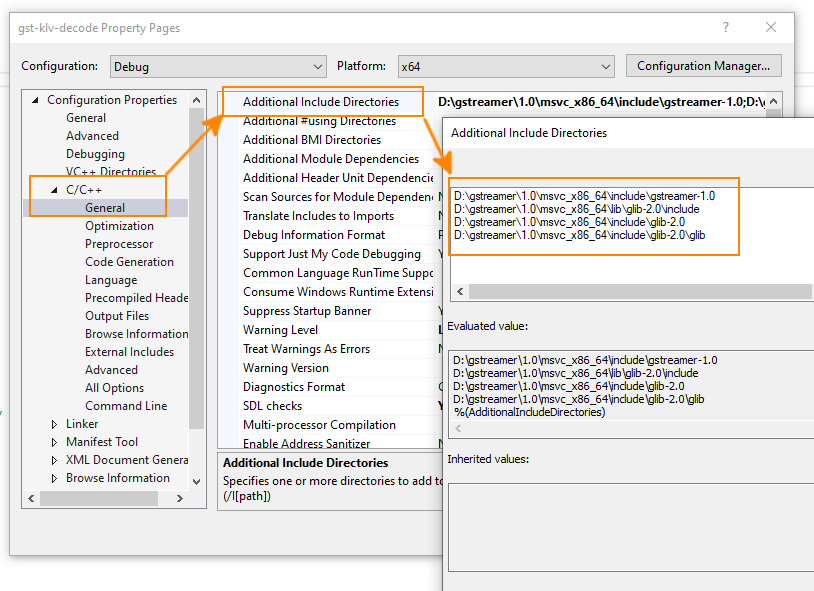 gst-klv-decode Property Pages
?
Configuration:
Debug
Platform:
x64
Configuration Manager...
Configuration Properties
General
Advanced
Debugging
VC++ Directories
C/C++
General
Optimization
Preprocessor
Code Generation
Language
Precompiled Heade
Output Files
Browse Information
External Includes
Advanced
All Options
Command Line
Linker
Manifest Tool
XML Document Genera
Browse Information
Additional Include Directories D:\gstreamer\1.0\msvc_x86_64\include\gstreamer-1.0;D:\
Additional #using Directories
Additional BMI Directories
Additional Module Dependencies
Additional Header Unit Dependencie
Scan Sources for Module Dependen
Translate Includes to Imports
Debug Information Format
Support Just My Code Debugging
Common Language RunTime Suppo
Consume Windows Runtime Extensi
Suppress Startup Banner
Warning Level
Treat Warnings As Errors
Warning Version
Diagnostics Format
SDL checks
Multi-processor Compilation
Enable Address Sanitizer
Additional Include Directories
Specifies one or more directories to add to
(/I[path])
Additional Include Directories
D:\gstreamer\1.0\msvc_x86_64\include\gstreamer-1.0
D:\gstreamer\1.0\msvc_x86_64\lib\glib-2.0\include
D:\gstreamer\1.0\msvc_x86_64\include\glib-2.0
D:\gstreamer\1.0\msvc_x86_64\include\glib-2.0\glib
Evaluated value:
D:\gstreamer\1.0\msvc_x86_64\include\gstreamer-1.0
D:\gstreamer\1.0\msvc_x86_64\lib\glib-2.0\include
D:\gstreamer\1.0\msvc_x86_64\include\glib-2.0
D:\gstreamer\1.0\msvc_x86_64\include\glib-2.0\glib
%(AdditionalIncludeDirectories)
Inherited values: